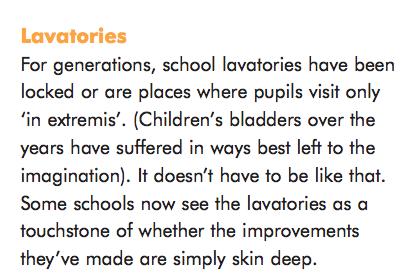 Lavatories
For generations, school lavatories have been
locked or are places where pupils visit only
‘in extremis’. (Children’s bladders over the
years have suffered in ways best left to the
imagination). It doesn’t have to be like that.
Some schools now see the lavatories as a
touchstone of whether the improvements
they’ve made are simply skin deep.